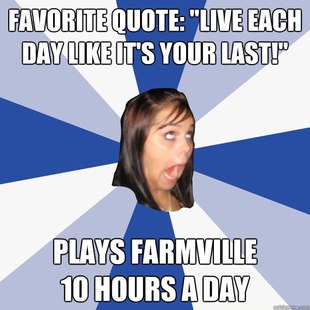 FAVORITE QUOTE: "LIVE EACH
DAY LIKE IT'S YOUR LAST!"
PLAYS FARMVILLE
10 HOURS A DAY